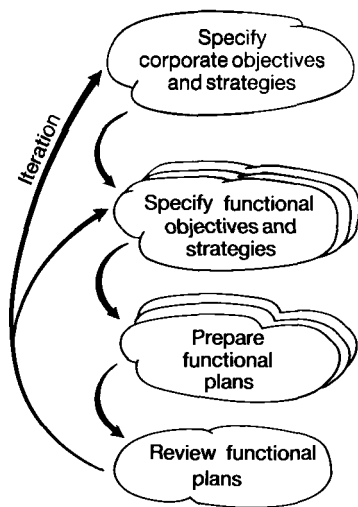 Specify
corporate objectives
and strategies
Iteration
Specify functional
objectives and
strategies
Prepare
functional
plans
Review functional
plans